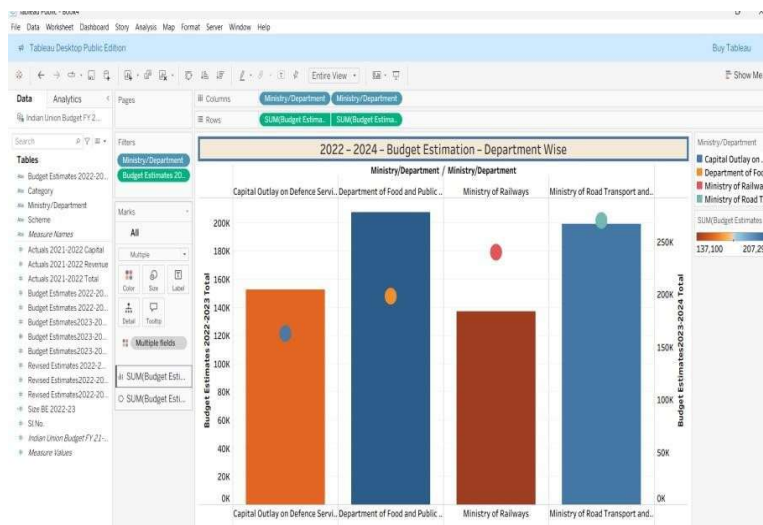 Tableau Public - Book4
File Data Worksheet Dashboard Story Analysis Map Format Server Window Help
Tableau Desktop Public Edition
Buy Tableau
Entire View
Show Me
Data Analytics
Indian Union Budget FY 2...
Search
Tables
Budget Estimates 2022-20...
Category
Ministry/Department
Scheme
Measure Names
Actuals 2021-2022 Capital
Actuals 2021-2022 Revenue
Actuals 2021-2022 Total
Budget Estimates 2022-20...
Budget Estimates 2022-20...
Budget Estimates2023-20...
Budget Estimates2023-20...
Budget Estimates2023-20...
Revised Estimates 2022-2...
Revised Estimates2022-20...
Revised Estimates2022-20...
Size BE 2022-23
Sl No.
Indian Union Budget FY 21-...
Measure Values
Pages
Filters
Ministry/Department
Budget Estimates 20..
Marks
All
Multiple
Color Size Label
Detail Tooltip
Multiple fields
SUM(Budget Esti...
SUM(Budget Esti...
Columns Ministry/Department Ministry/Department
Rows SUM(Budget Estima.. SUM(Budget Estima..
2022 - 2024 - Budget Estimation - Department Wise
Ministry/Department / Ministry/Department
Capital Outlay on Defence Servi.. Department of Food and Public .. Ministry of Railways Ministry of Road Transport and..
Budget Estimates 2022-2023 Total
200K
180K
160K
140K
120K
100K
80K
60K
40K
20K
0K
250K
200K
150K
100K
50K
0K
Budget Estimates2023-2024 Total
Capital Outlay on Defence Servi.. Department of Food and Public .. Ministry of Railways Ministry of Road Transport and..
Ministry/Department
Capital Outlay on ..
Department of Foo
Ministry of Railwa
Ministry of Road T
SUM(Budget Estimates
137,100 207,29